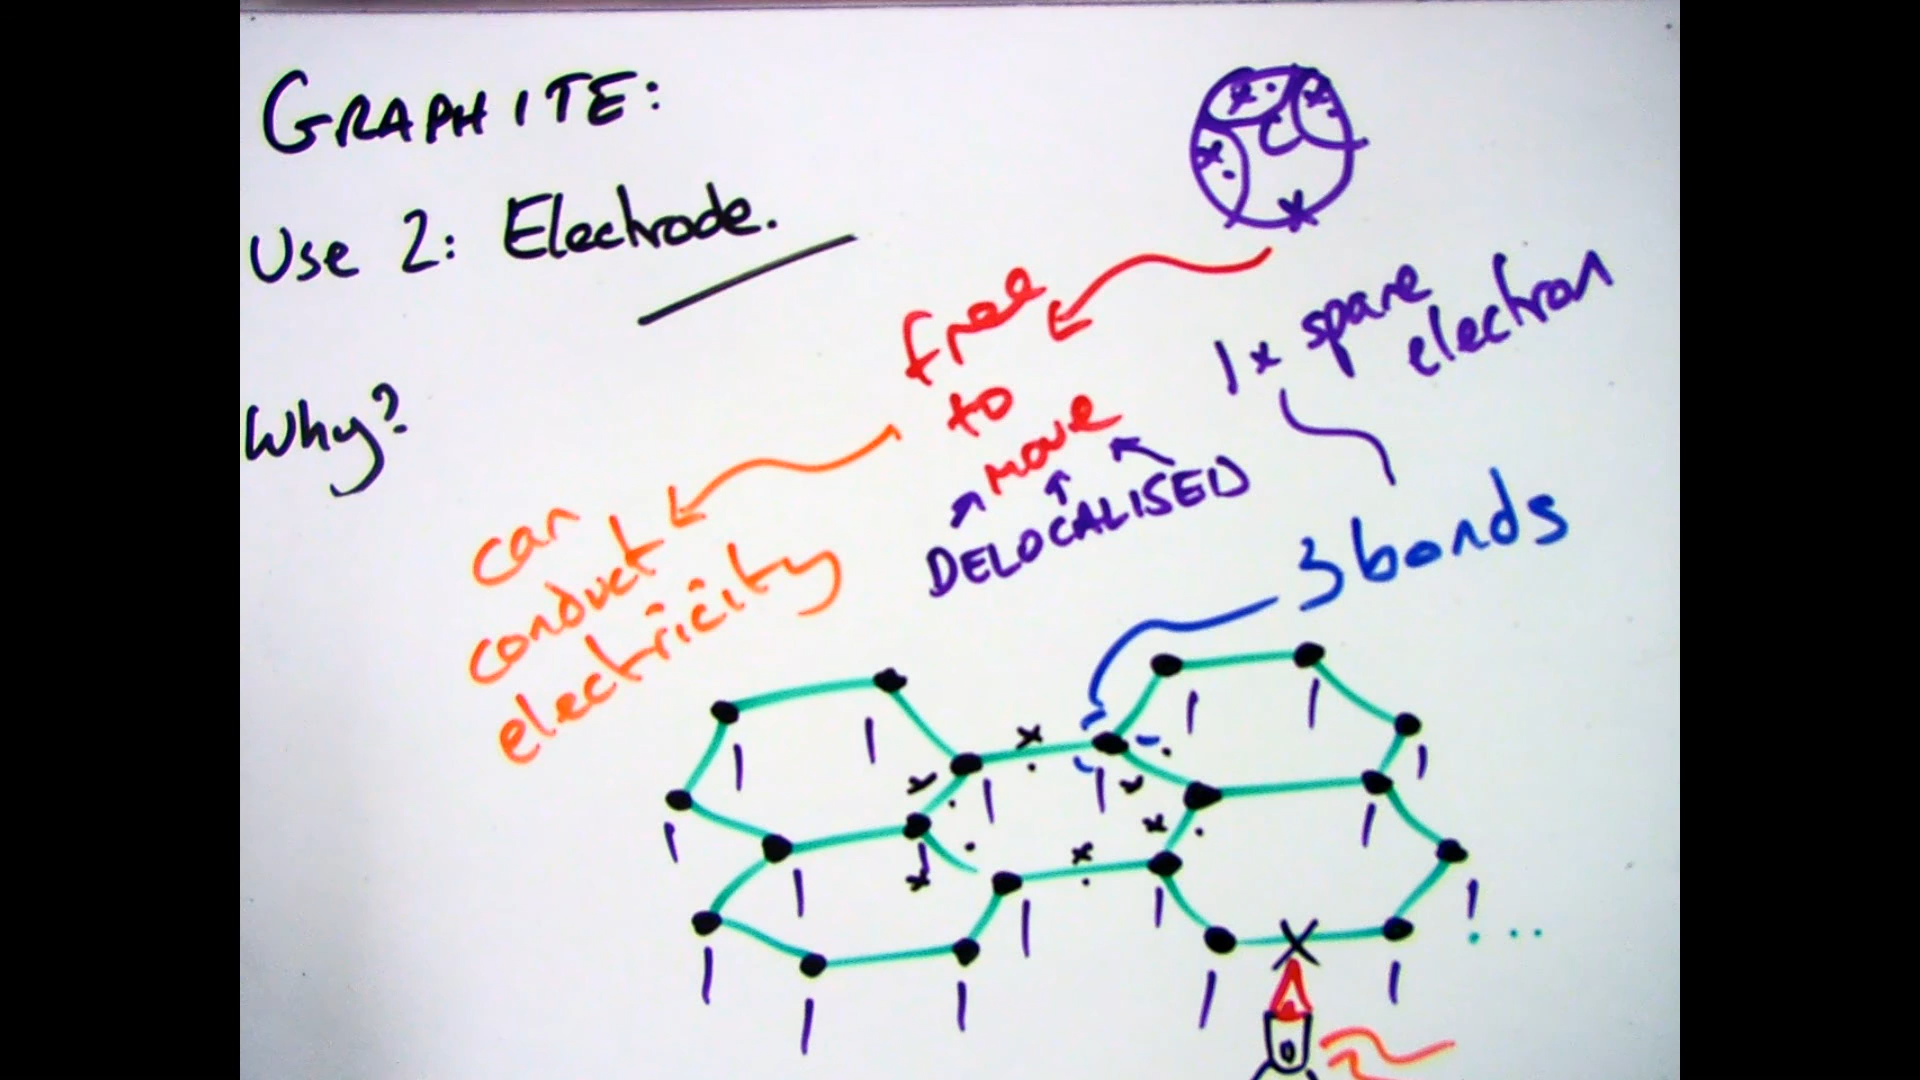 GRAPHITE:
Use 2: Electrode.
Why?
C
1x spare
electron
free
to
move
DELOCALISED
can
conduct
electricity
3 bonds
...